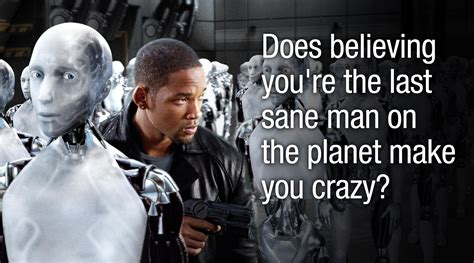 Does believing
you're the last
sane man on
the planet make
you crazy?